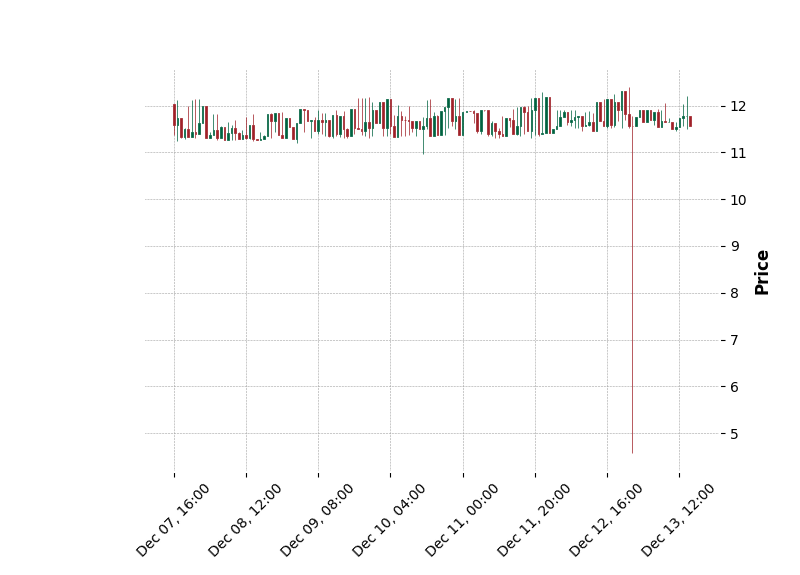 12
11
10
9
8
7
6
5
Price
Dec 07, 16:00
Dec 08, 12:00
Dec 09, 08:00
Dec 10, 04:00
Dec 11, 00:00
Dec 11, 20:00
Dec 12, 16:00
Dec 13, 12:00